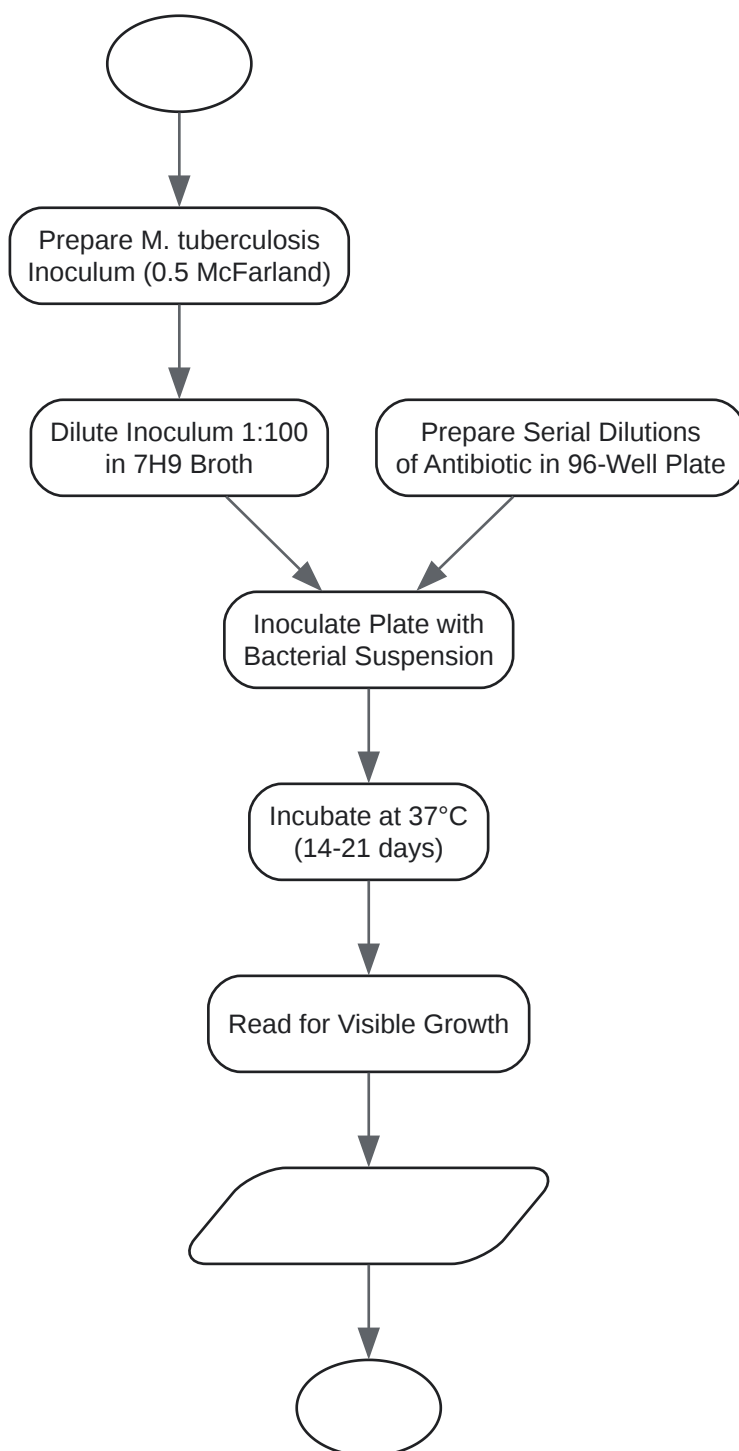 Prepare M. tuberculosis
Inoculum (0.5 McFarland)
Dilute Inoculum 1:100
in 7H9 Broth
Prepare Serial Dilutions
of Antibiotic in 96-Well Plate
Inoculate Plate with
Bacterial Suspension
Incubate at 37°C
(14-21 days)
Read for Visible Growth